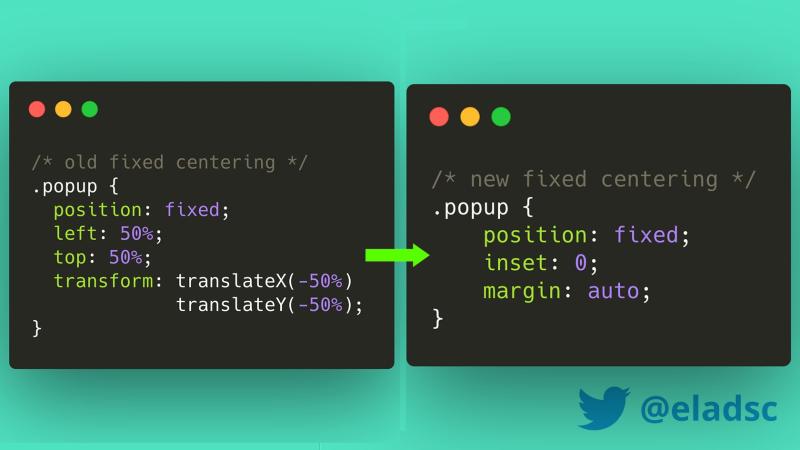 /* old fixed centering */
.popup {
  position: fixed;
  left: 50%;
  top: 50%;
  transform: translateX(-50%)
             translateY(-50%);
}
/* new fixed centering */
.popup {
    position: fixed;
    inset: 0;
    margin: auto;
}
@eladsc